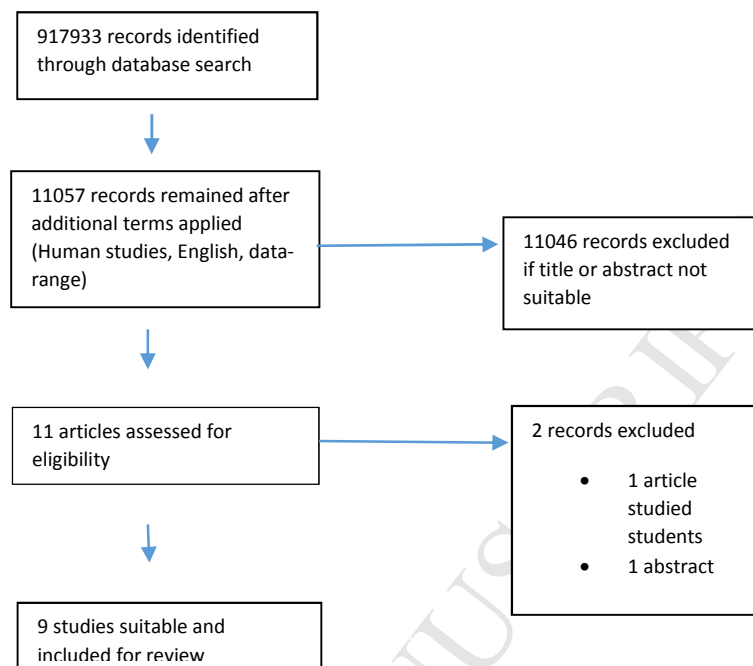 917933 records identified
through database search
11057 records remained after
additional terms applied
(Human studies, English, data-
range)
11046 records excluded
if title or abstract not
suitable
11 articles assessed for
eligibility
2 records excluded
• 1 article
studied
students
• 1 abstract
9 studies suitable and
included for review